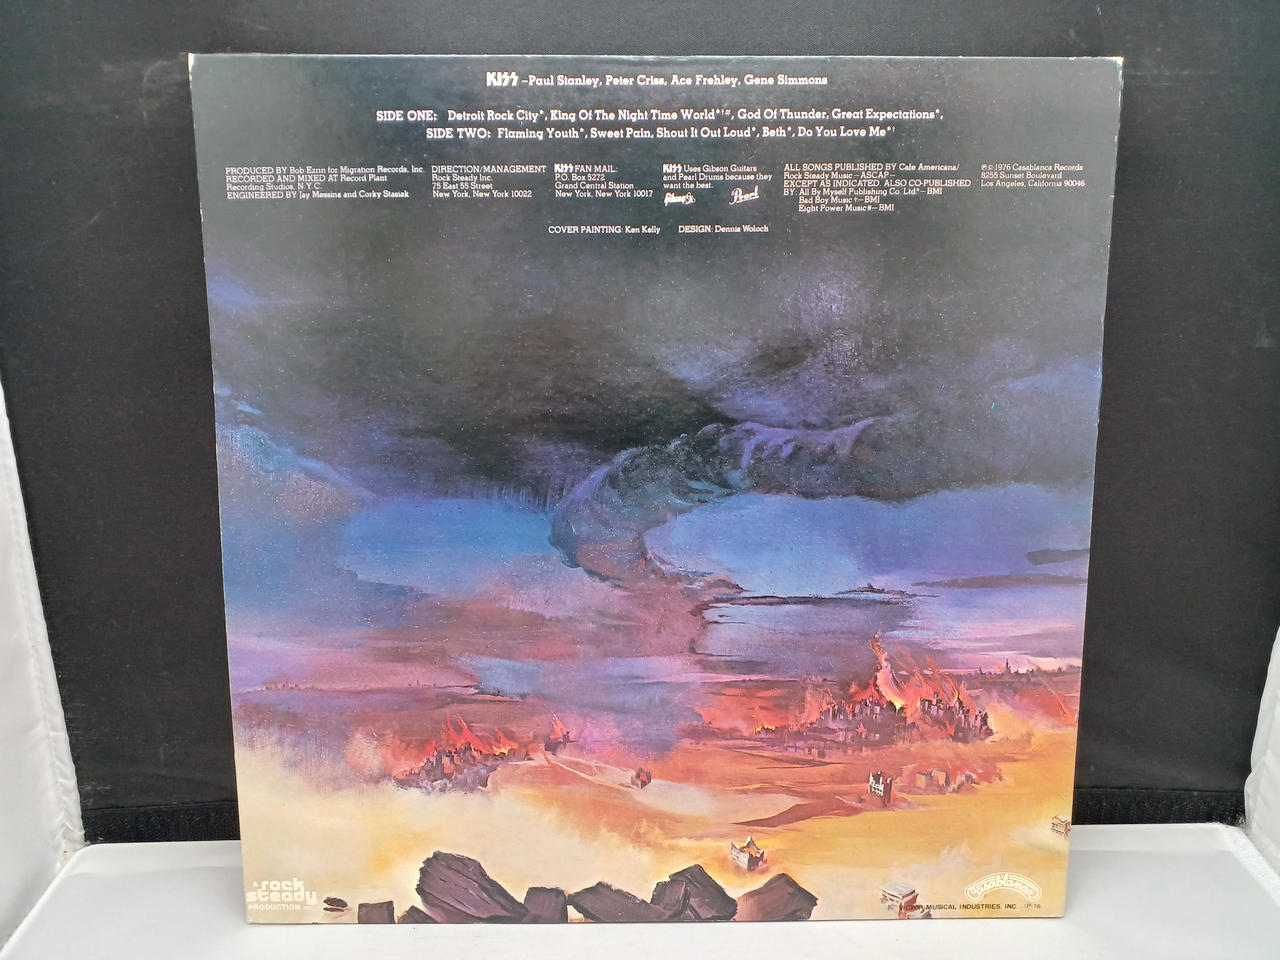 KISS –Paul Stanley, Peter Criss, Ace Frehley, Gene Simmons
SIDE ONE: Detroit Rock City*, King Of The Night Time World*†#, God Of Thunder, Great Expectations*,
SIDE TWO: Flaming Youth*, Sweet Pain, Shout It Out Loud*, Beth*, Do You Love Me*†
PRODUCED BY Bob Ezrin for Migration Records, Inc.
RECORDED AND MIXED AT Record Plant
Recording Studios, N.Y.C.
ENGINEERED BY Jay Messina and Corky Stasiak
DIRECTION/MANAGEMENT
Rock Steady Inc.
75 East 55 Street
New York, New York 10022
KISS FAN MAIL:
P.O. Box 5272
Grand Central Station
New York, New York 10017
KISS Uses Gibson Guitars
and Pearl Drums because they
want the best.
Gibson Pearl
ALL SONGS PUBLISHED BY Cafe Americana/
Rock Steady Music–ASCAP–
EXCEPT AS INDICATED. ALSO CO-PUBLISHED
BY: All By Myself Publishing Co. Ltd*–BMI
Bad Boy Music†–BMI
Eight Power Music#–BMI
℗ © 1976 Casablanca Records
8255 Sunset Boulevard
Los Angeles, California 90046
COVER PAINTING: Ken Kelly DESIGN: Dennis Woloch
A rock
steady
PRODUCTION INC.
Casablanca
VICTOR MUSICAL INDUSTRIES, INC. ℗ '76